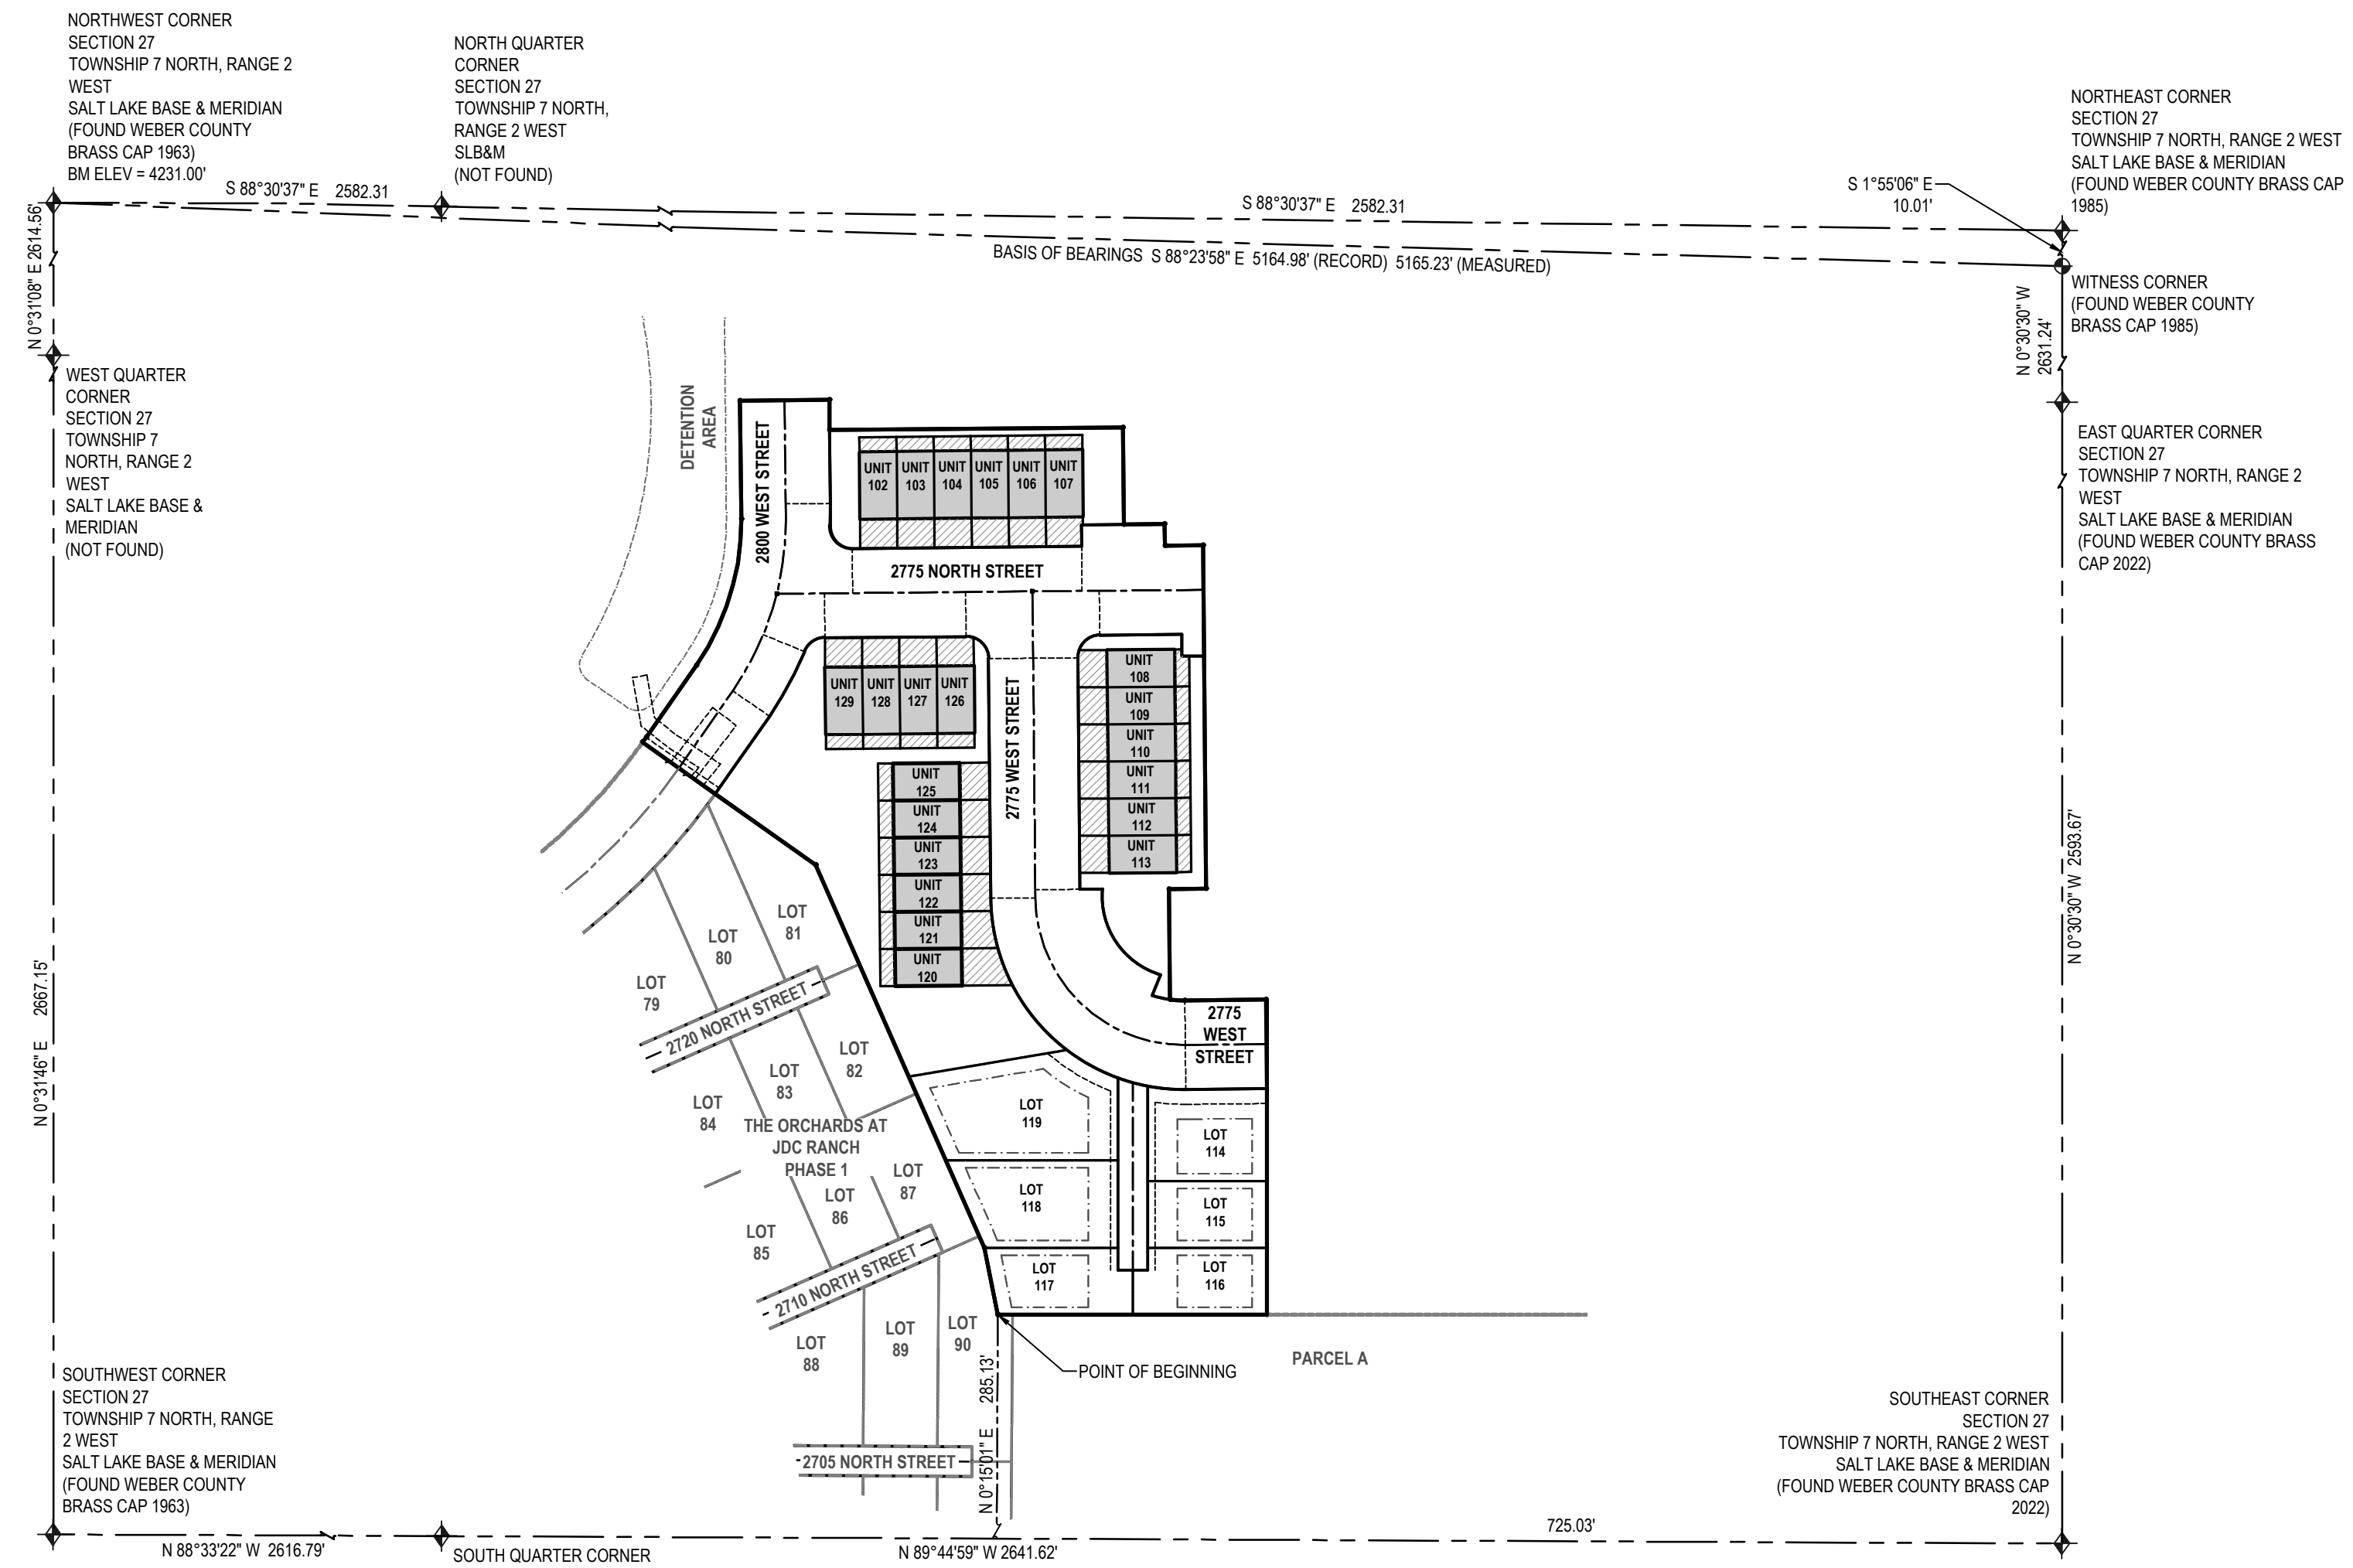 NORTHWEST CORNER
SECTION 27
TOWNSHIP 7 NORTH, RANGE 2
WEST
SALT LAKE BASE & MERIDIAN
(FOUND WEBER COUNTY
BRASS CAP 1963)
BM ELEV = 4231.00'
NORTH QUARTER
CORNER
SECTION 27
TOWNSHIP 7 NORTH,
RANGE 2 WEST
SLB&M
(NOT FOUND)
NORTHEAST CORNER
SECTION 27
TOWNSHIP 7 NORTH, RANGE 2 WEST
SALT LAKE BASE & MERIDIAN
(FOUND WEBER COUNTY BRASS CAP
1985)
S 88°30'37" E 2582.31
S 88°30'37" E 2582.31
S 1°55'06" E
10.01'
BASIS OF BEARINGS S 88°23'58" E 5164.98' (RECORD) 5165.23' (MEASURED)
N 0°31'08" E 2614.56'
WITNESS CORNER
(FOUND WEBER COUNTY
BRASS CAP 1985)
N 0°30'30" W
2631.24'
WEST QUARTER
CORNER
SECTION 27
TOWNSHIP 7
NORTH, RANGE 2
WEST
SALT LAKE BASE &
MERIDIAN
(NOT FOUND)
EAST QUARTER CORNER
SECTION 27
TOWNSHIP 7 NORTH, RANGE 2
WEST
SALT LAKE BASE & MERIDIAN
(FOUND WEBER COUNTY BRASS
CAP 2022)
DETENTION
AREA
2800 WEST STREET
UNIT
102
UNIT
103
UNIT
104
UNIT
105
UNIT
106
UNIT
107
2775 NORTH STREET
UNIT
129
UNIT
128
UNIT
127
UNIT
126
2775 WEST STREET
UNIT
108
UNIT
109
UNIT
110
UNIT
111
UNIT
112
UNIT
113
UNIT
125
UNIT
124
UNIT
123
UNIT
122
UNIT
121
UNIT
120
N 0°30'30" W 2593.67'
N 0°31'46" E 2667.15'
LOT
81
LOT
80
LOT
79
2720 NORTH STREET
2775
WEST
STREET
LOT
82
LOT
83
LOT
84
THE ORCHARDS AT
JDC RANCH
PHASE 1
LOT
87
LOT
86
LOT
85
2710 NORTH STREET
LOT
119
LOT
118
LOT
117
LOT
114
LOT
115
LOT
116
LOT
88
LOT
89
LOT
90
POINT OF BEGINNING
PARCEL A
N 0°15'01" E 285.13'
2705 NORTH STREET
SOUTHWEST CORNER
SECTION 27
TOWNSHIP 7 NORTH, RANGE
2 WEST
SALT LAKE BASE & MERIDIAN
(FOUND WEBER COUNTY
BRASS CAP 1963)
SOUTHEAST CORNER
SECTION 27
TOWNSHIP 7 NORTH, RANGE 2 WEST
SALT LAKE BASE & MERIDIAN
(FOUND WEBER COUNTY BRASS CAP
2022)
N 88°33'22" W 2616.79'
SOUTH QUARTER CORNER
N 89°44'59" W 2641.62'
725.03'